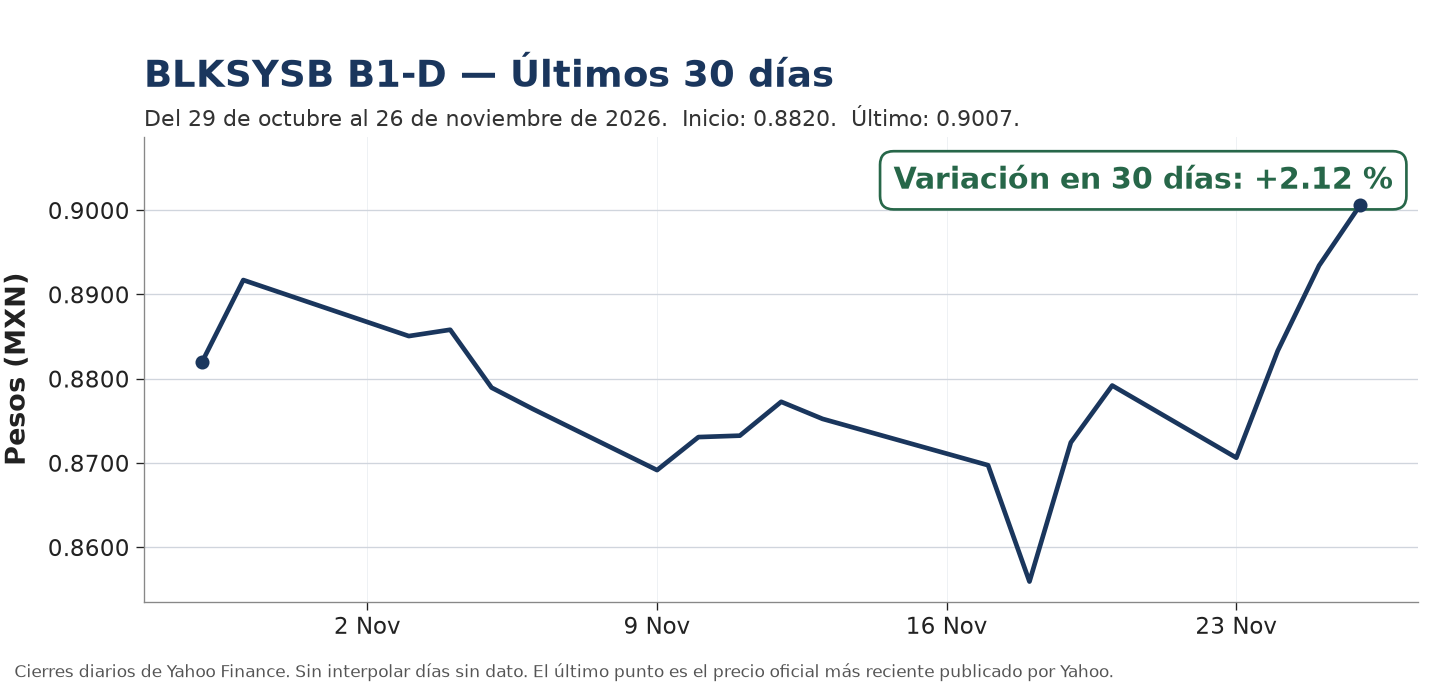 BLKSYSB B1-D — Últimos 30 días
Del 29 de octubre al 26 de noviembre de 2026.  Inicio: 0.8820.  Último: 0.9007.
Variación en 30 días: +2.12 %
Pesos (MXN)
0.9000
0.8900
0.8800
0.8700
0.8600
2 Nov
9 Nov
16 Nov
23 Nov
Cierres diarios de Yahoo Finance. Sin interpolar días sin dato. El último punto es el precio oficial más reciente publicado por Yahoo.